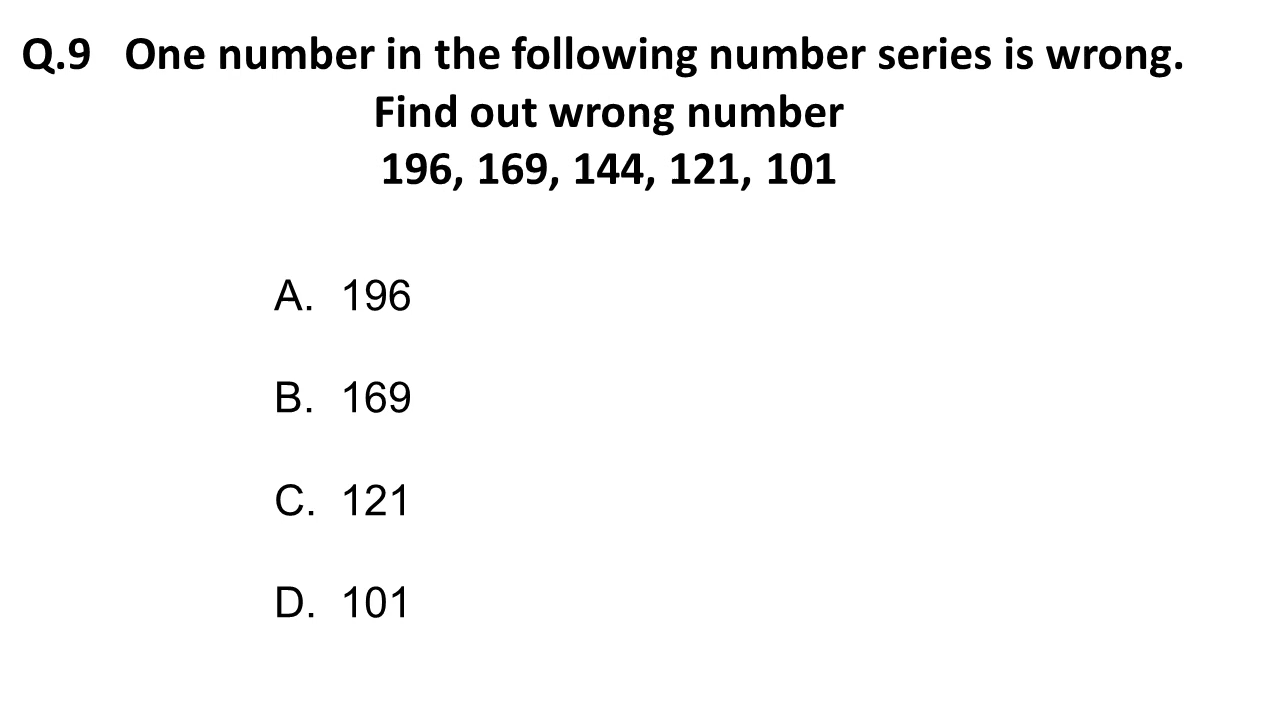 Q.9 One number in the following number series is wrong.
Find out wrong number
196, 169, 144, 121, 101
A. 196
B. 169
C. 121
D. 101